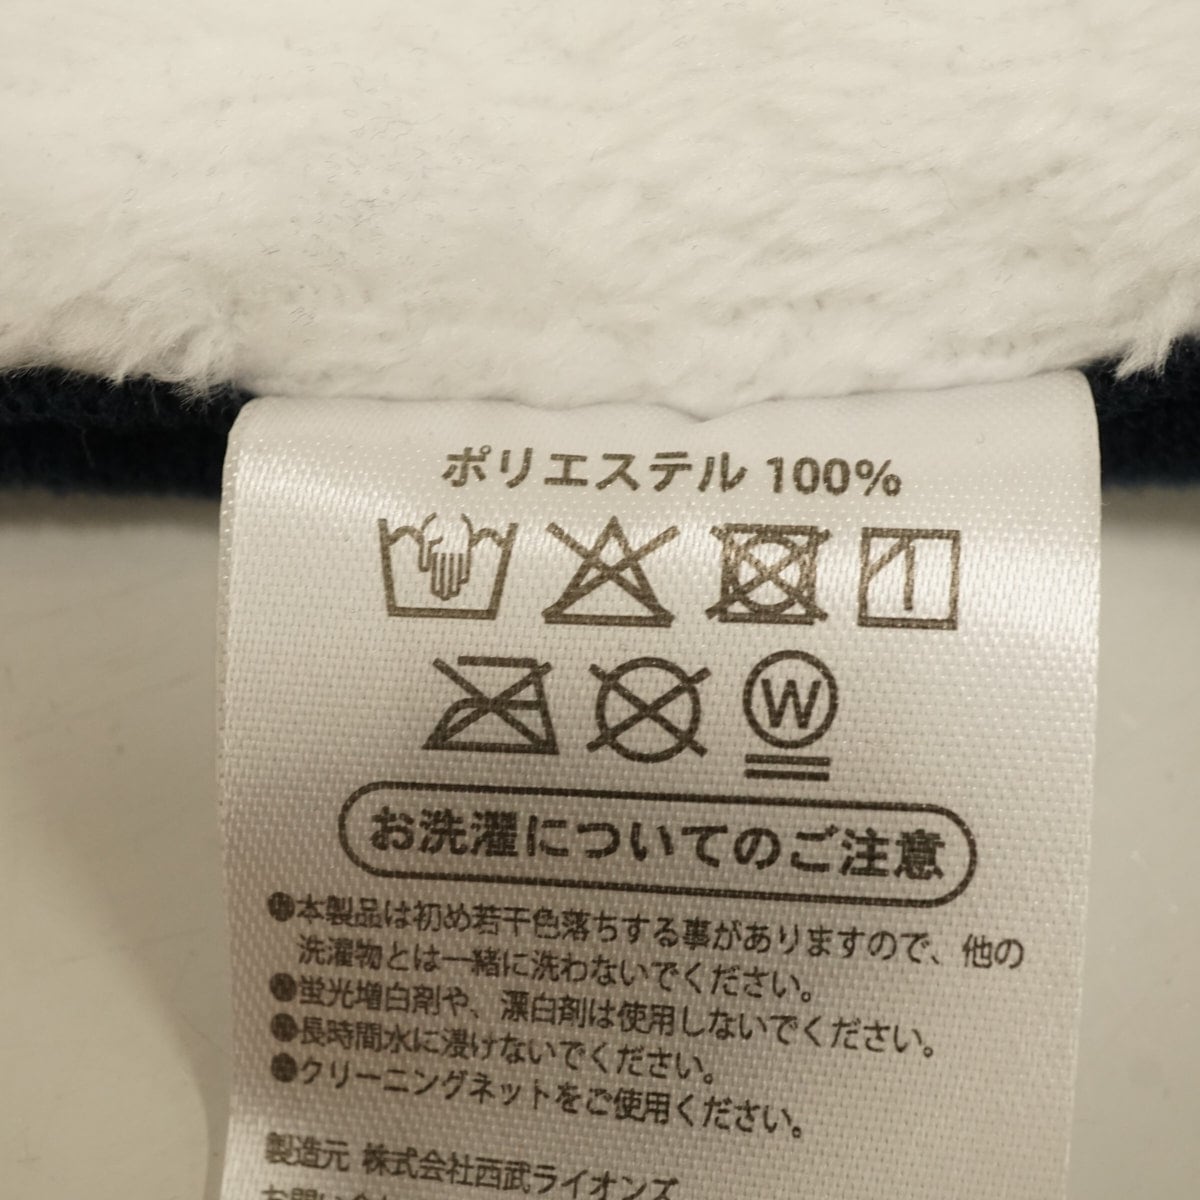 ポリエステル 100%
W
お洗濯についてのご注意
●本製品は初め若干色落ちする事がありますので、他の
洗濯物とは一緒に洗わないでください。
●蛍光増白剤や、漂白剤は使用しないでください。
●長時間水に浸けないでください。
●クリーニングネットをご使用ください。
製造元 株式会社西武ライオンズ